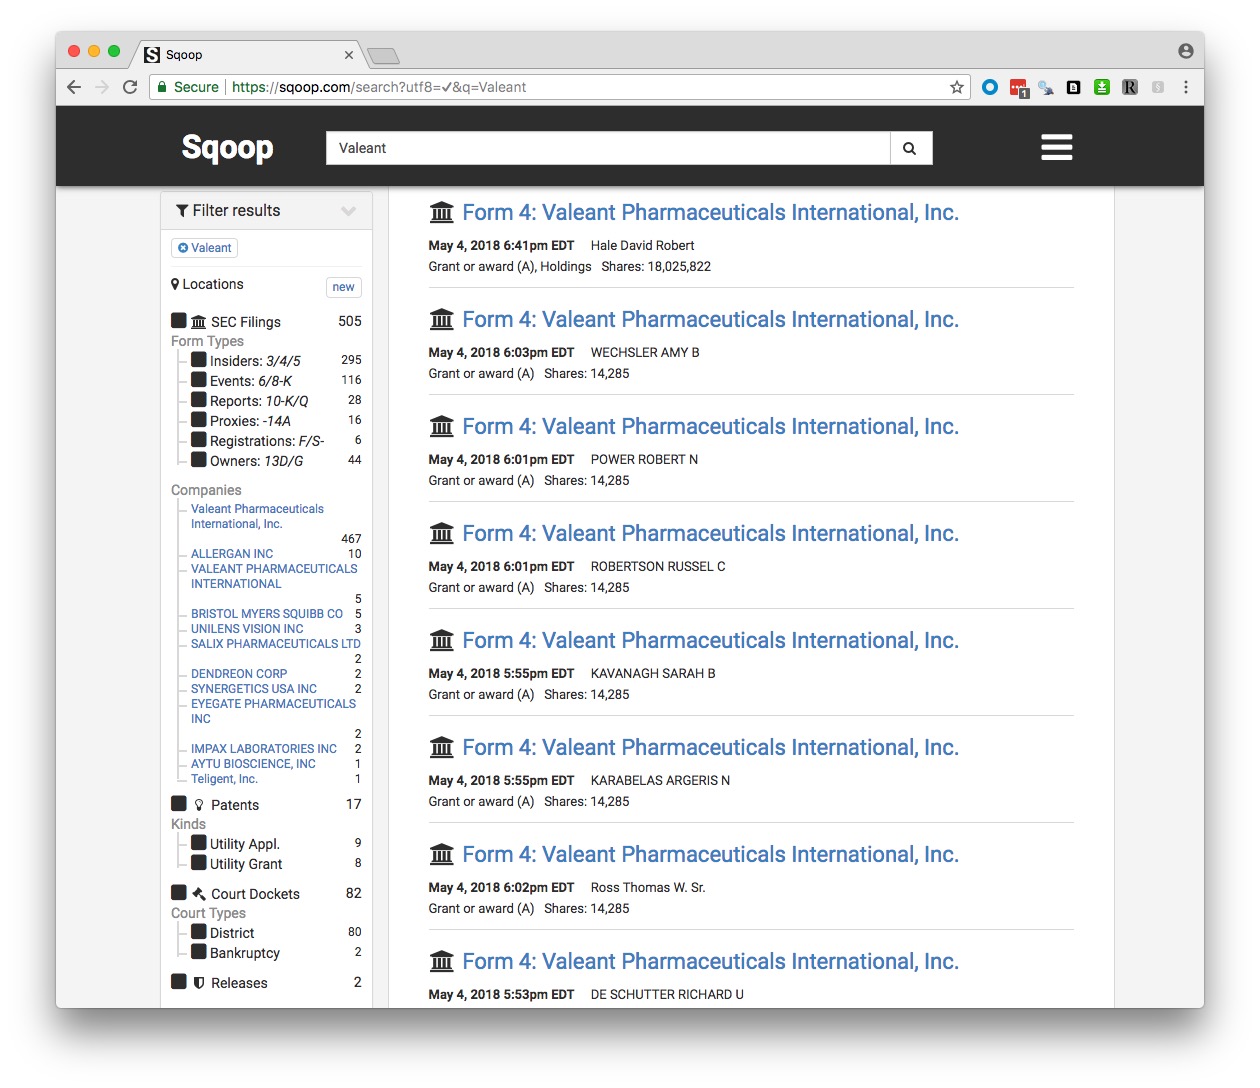 Sqoop
Secure https://sqoop.com/search?utf8=✓&q=Valeant
1
R
Sqoop
Valeant
Filter results
Valeant
Locations new
SEC Filings 505
Form Types
Insiders: 3/4/5 295
Events: 6/8-K 116
Reports: 10-K/Q 28
Proxies: -14A 16
Registrations: F/S- 6
Owners: 13D/G 44
Companies
Valeant Pharmaceuticals
International, Inc.
467
ALLERGAN INC 10
VALEANT PHARMACEUTICALS
INTERNATIONAL
5
BRISTOL MYERS SQUIBB CO 5
UNILENS VISION INC 3
SALIX PHARMACEUTICALS LTD
2
DENDREON CORP 2
SYNERGETICS USA INC 2
EYEGATE PHARMACEUTICALS
INC
2
IMPAX LABORATORIES INC 2
AYTU BIOSCIENCE, INC 1
Teligent, Inc. 1
Patents 17
Kinds
Utility Appl. 9
Utility Grant 8
Court Dockets 82
Court Types
District 80
Bankruptcy 2
Releases 2
Form 4: Valeant Pharmaceuticals International, Inc.
May 4, 2018 6:41pm EDT Hale David Robert
Grant or award (A), Holdings Shares: 18,025,822
Form 4: Valeant Pharmaceuticals International, Inc.
May 4, 2018 6:03pm EDT WECHSLER AMY B
Grant or award (A) Shares: 14,285
Form 4: Valeant Pharmaceuticals International, Inc.
May 4, 2018 6:01pm EDT POWER ROBERT N
Grant or award (A) Shares: 14,285
Form 4: Valeant Pharmaceuticals International, Inc.
May 4, 2018 6:01pm EDT ROBERTSON RUSSEL C
Grant or award (A) Shares: 14,285
Form 4: Valeant Pharmaceuticals International, Inc.
May 4, 2018 5:55pm EDT KAVANAGH SARAH B
Grant or award (A) Shares: 14,285
Form 4: Valeant Pharmaceuticals International, Inc.
May 4, 2018 5:55pm EDT KARABELAS ARGERIS N
Grant or award (A) Shares: 14,285
Form 4: Valeant Pharmaceuticals International, Inc.
May 4, 2018 6:02pm EDT Ross Thomas W. Sr.
Grant or award (A) Shares: 14,285
Form 4: Valeant Pharmaceuticals International, Inc.
May 4, 2018 5:53pm EDT DE SCHUTTER RICHARD U